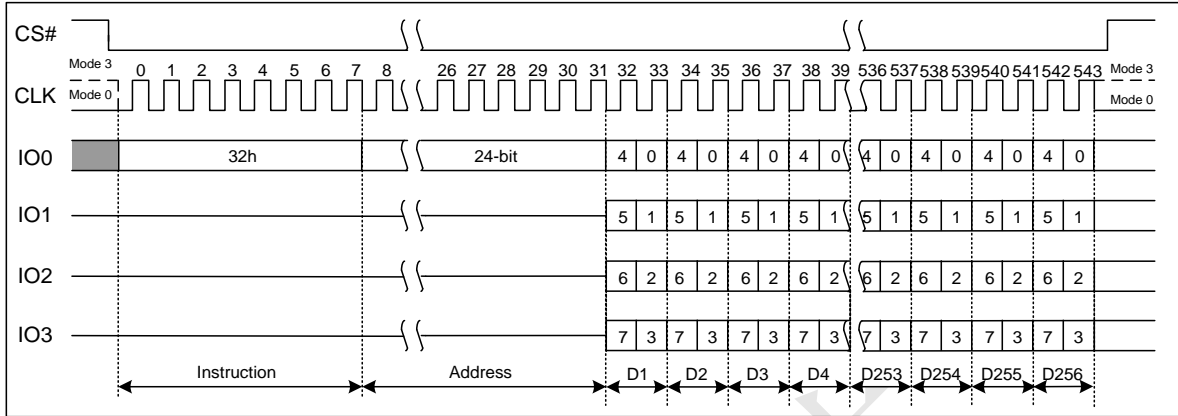 CS#
Mode 3 0 1 2 3 4 5 6 7 8 26 27 28 29 30 31 32 33 34 35 36 37 38 39 536 537 538 539 540 541 542 543 Mode 3
CLK Mode 0 Mode 0
IO0 32h 24-bit 4 0 4 0 4 0 4 0 4 0 4 0 4 0 4 0
IO1 5 1 5 1 5 1 5 1 5 1 5 1 5 1 5 1
IO2 6 2 6 2 6 2 6 2 6 2 6 2 6 2 6 2
IO3 7 3 7 3 7 3 7 3 7 3 7 3 7 3 7 3
Instruction Address D1 D2 D3 D4 D253 D254 D255 D256